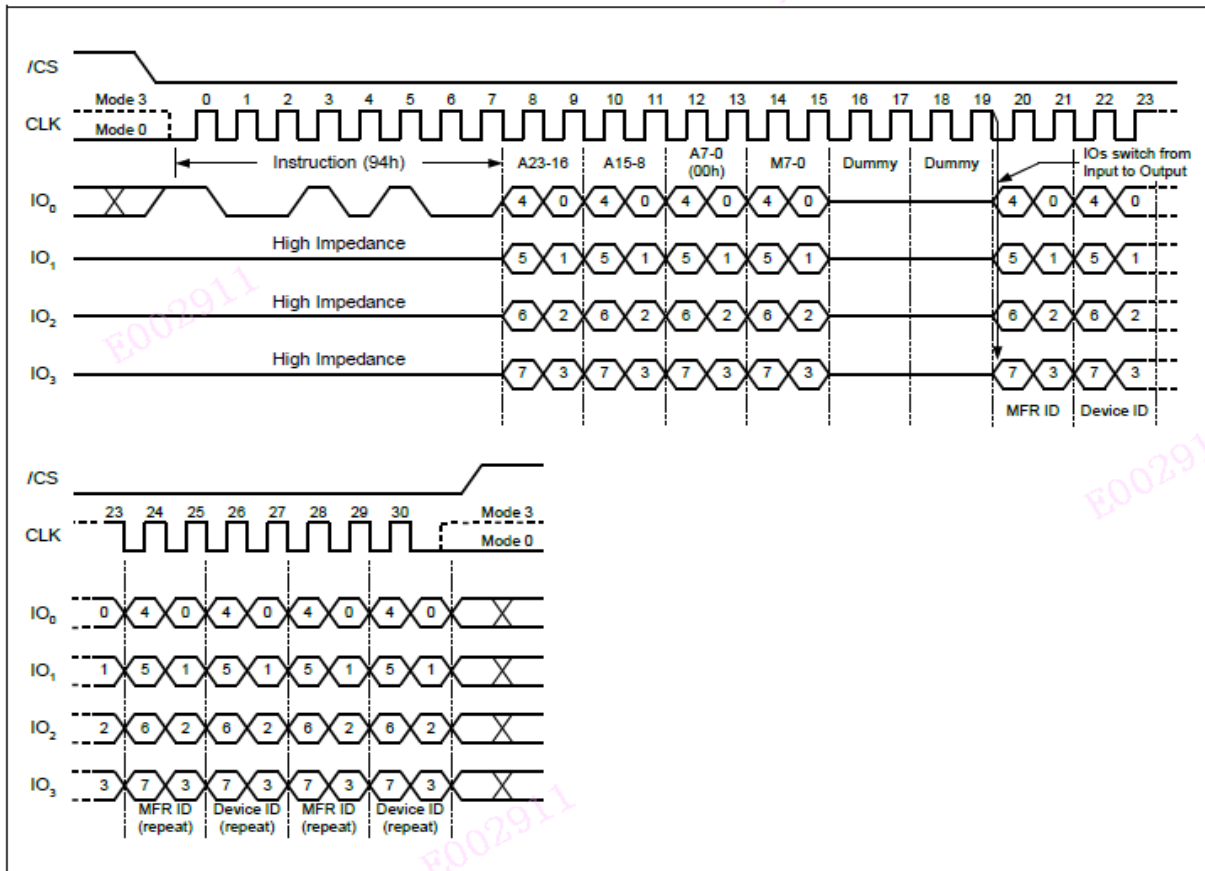 /CS
Mode 3 0 1 2 3 4 5 6 7 8 9 10 11 12 13 14 15 16 17 18 19 20 21 22 23
CLK
Mode 0
Instruction (94h) A23-16 A15-8 A7-0 (00h) M7-0 Dummy Dummy IOs switch from Input to Output
IO0 4 0 4 0 4 0 4 0 4 0 4 0
High Impedance
IO1 5 1 5 1 5 1 5 1 5 1 5 1
High Impedance
IO2 6 2 6 2 6 2 6 2 6 2 6 2
High Impedance
IO3 7 3 7 3 7 3 7 3 7 3 7 3
MFR ID Device ID
E002911
/CS
23 24 25 26 27 28 29 30 Mode 3
CLK
Mode 0
IO0 0 4 0 4 0 4 0 4 0
IO1 1 5 1 5 1 5 1 5 1
IO2 2 6 2 6 2 6 2 6 2
IO3 3 7 3 7 3 7 3 7 3
MFR ID Device ID MFR ID Device ID
(repeat) (repeat) (repeat) (repeat)
E00291
E002911